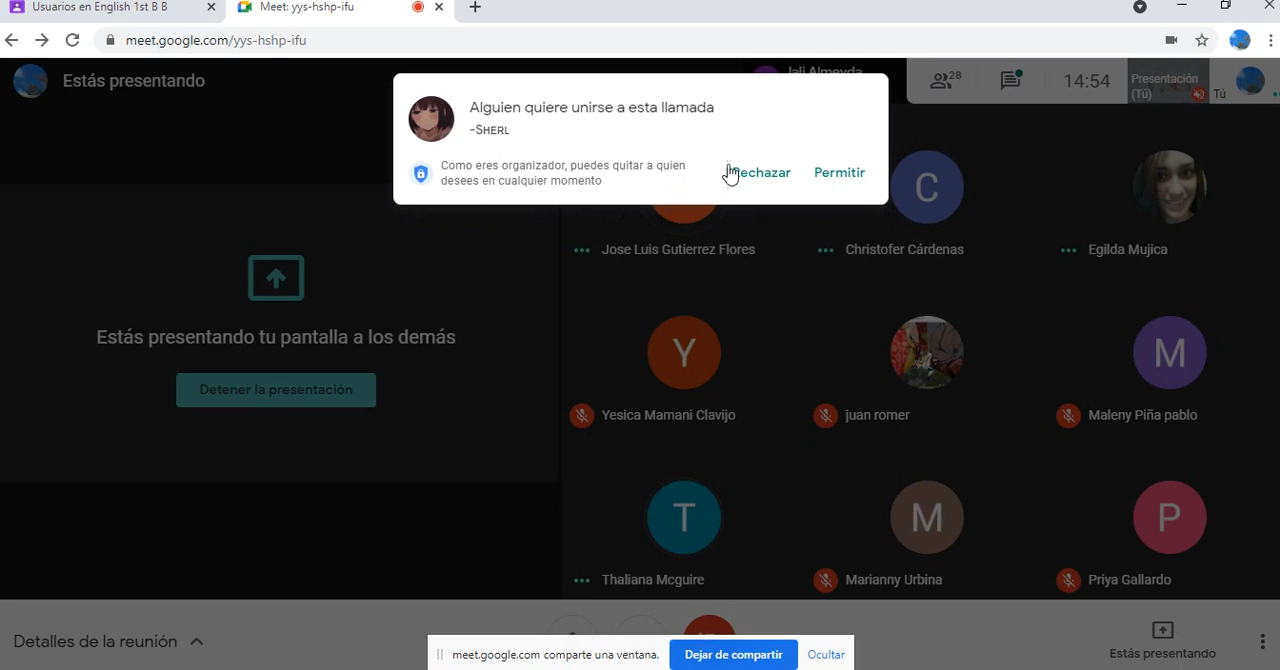 Usuarios en English 1st B B
Meet: yys-hshp-ifu
meet.google.com/yys-hshp-ifu
Estás presentando
Jali Almeyda
28
14:54
Presentación
(Tú)
Tú
Alguien quiere unirse a esta llamada
-Sherl
Como eres organizador, puedes quitar a quien
desees en cualquier momento
Rechazar
Permitir
C
Jose Luis Gutierrez Flores
Christofer Cárdenas
Egilda Mujica
Estás presentando tu pantalla a los demás
Detener la presentación
Y
M
Yesica Mamani Clavijo
juan romer
Maleny Piña pablo
T
M
P
Thaliana Mcguire
Marianny Urbina
Priya Gallardo
Detalles de la reunión
meet.google.com comparte una ventana.
Dejar de compartir
Ocultar
Estás presentando